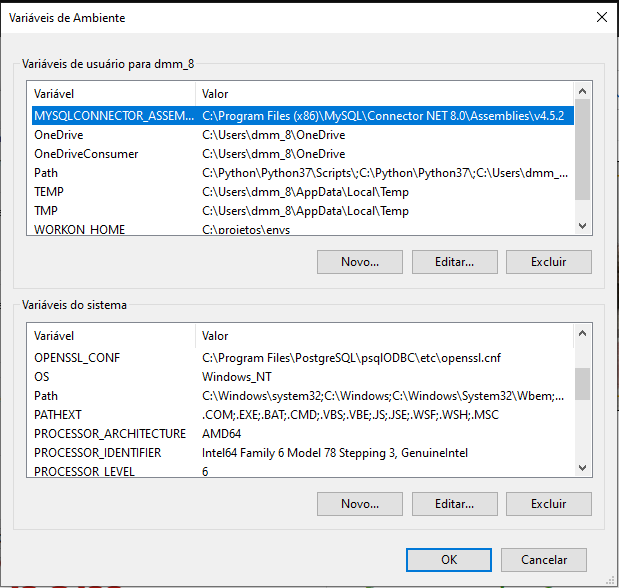 Variáveis de Ambiente
Variáveis de usuário para dmm_8
Variável Valor
MYSQLCONNECTOR_ASSEM... C:\Program Files (x86)\MySQL\Connector NET 8.0\Assemblies\v4.5.2
OneDrive C:\Users\dmm_8\OneDrive
OneDriveConsumer C:\Users\dmm_8\OneDrive
Path C:\Python\Python37\Scripts\;C:\Python\Python37\;C:\Users\dmm_...
TEMP C:\Users\dmm_8\AppData\Local\Temp
TMP C:\Users\dmm_8\AppData\Local\Temp
WORKON_HOME C:\projetos\envs
Novo... Editar... Excluir
Variáveis do sistema
Variável Valor
OPENSSL_CONF C:\Program Files\PostgreSQL\psqlODBC\etc\openssl.cnf
OS Windows_NT
Path C:\Windows\system32;C:\Windows;C:\Windows\System32\Wbem;...
PATHEXT .COM;.EXE;.BAT;.CMD;.VBS;.VBE;.JS;.JSE;.WSF;.WSH;.MSC
PROCESSOR_ARCHITECTURE AMD64
PROCESSOR_IDENTIFIER Intel64 Family 6 Model 78 Stepping 3, GenuineIntel
PROCESSOR_LEVEL 6
Novo... Editar... Excluir
OK Cancelar